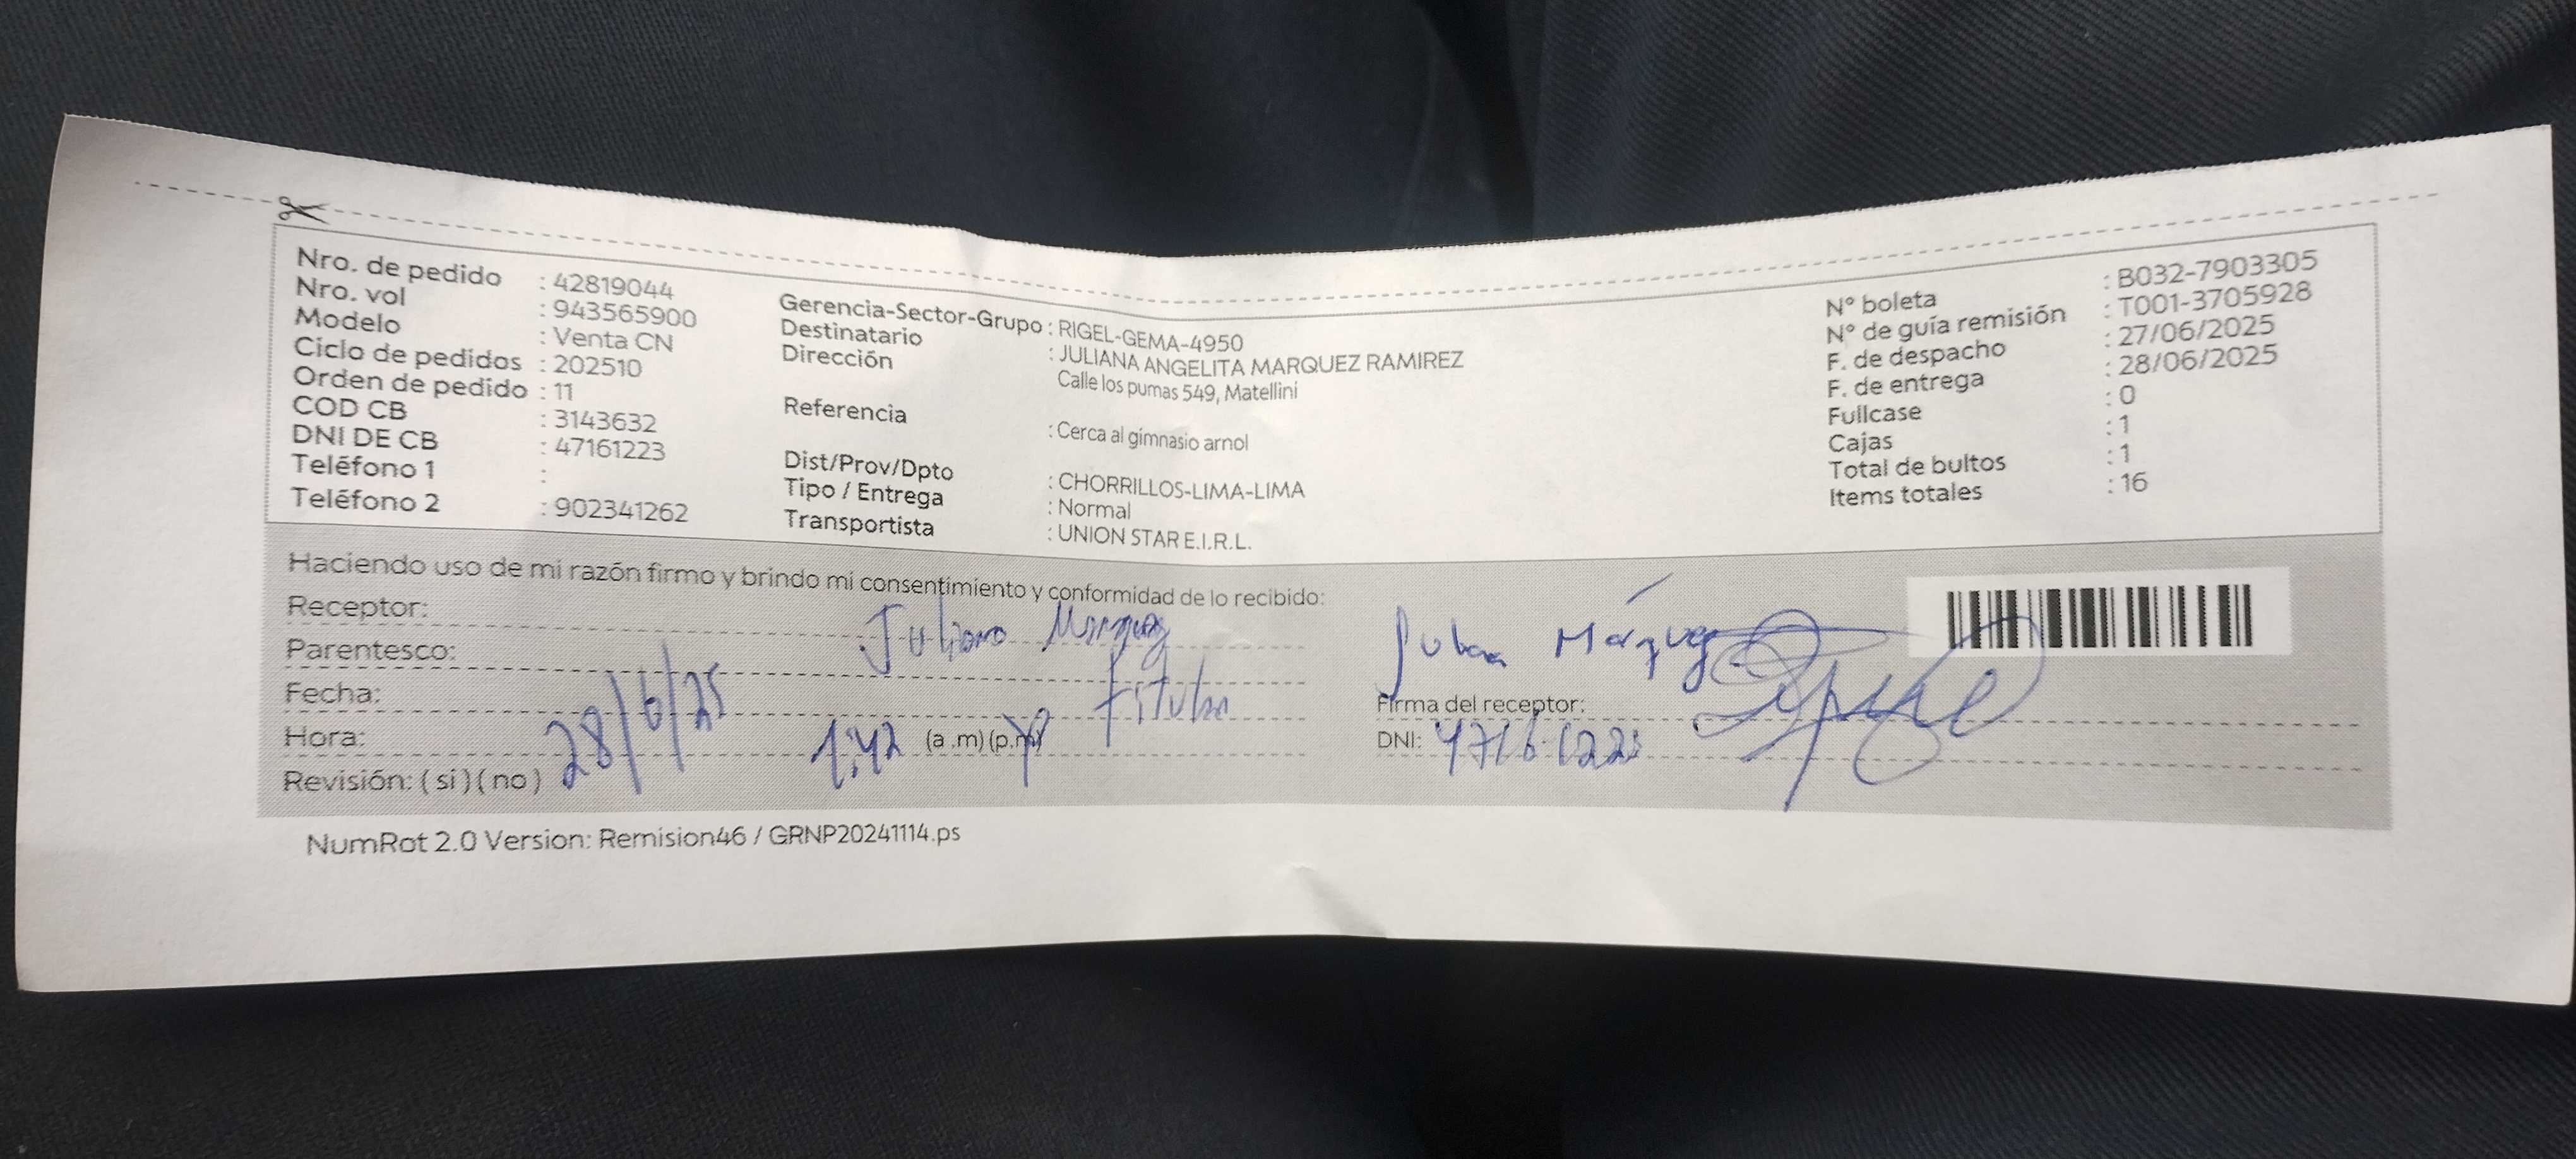 Nro. de pedido : 42819044
Nro. vol : 943565900
Modelo : Venta CN
Ciclo de pedidos : 202510
Orden de pedido : 11
COD CB : 3143632
DNI DE CB : 47161223
Teléfono 1 :
Teléfono 2 : 902341262
Gerencia-Sector-Grupo : RIGEL-GEMA-4950
Destinatario : JULIANA ANGELITA MARQUEZ RAMIREZ
Dirección Calle los pumas 549, Matellini
Referencia : Cerca al gimnasio arnol
Dist/Prov/Dpto : CHORRILLOS-LIMA-LIMA
Tipo / Entrega : Normal
Transportista : UNION STAR E.I.R.L.
N° boleta : B032-7903305
N° de guía remisión : T001-3705928
F. de despacho : 27/06/2025
F. de entrega : 28/06/2025
Fullcase : 0
Cajas : 1
Total de bultos : 1
Items totales : 16
Haciendo uso de mi razón firmo y brindo mi consentimiento y conformidad de lo recibido:
Receptor: Juliana Marquez
Parentesco: titular
Fecha: 28/6/25
Hora: 1:42 (a.m) (p.m)
Revisión: (si) (no)
Márquez
Firma del receptor:
DNI: 47161223
NumRot 2.0 Version: Remision46 / GRNP20241114.ps